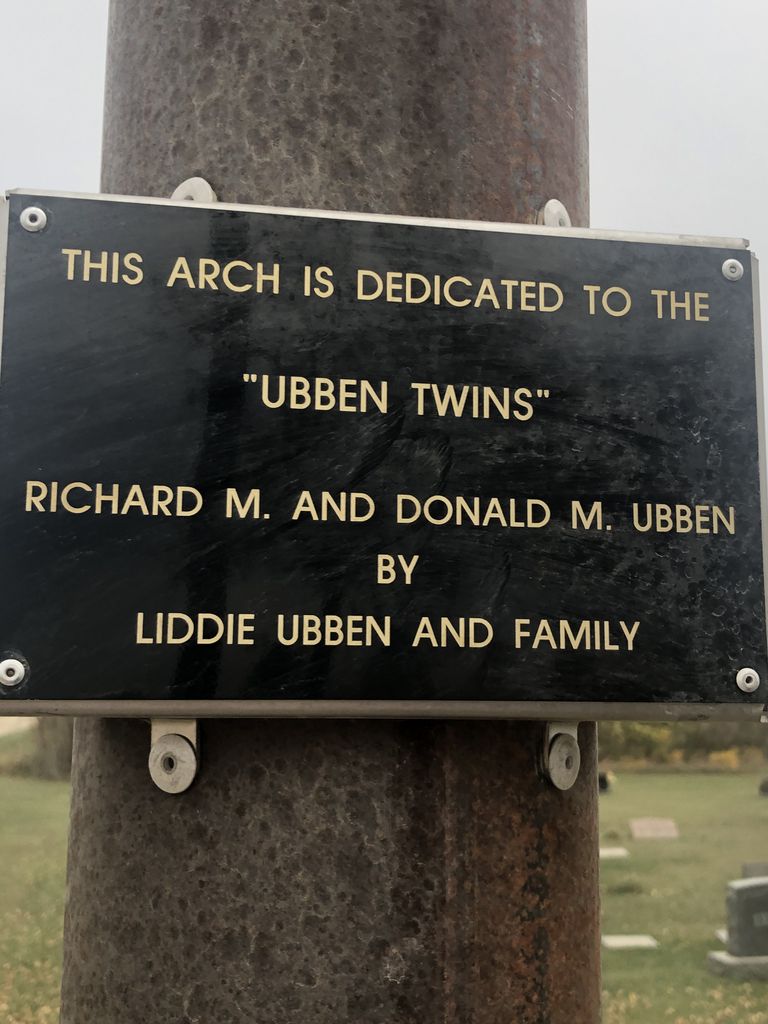 THIS ARCH IS DEDICATED TO THE
"UBBEN TWINS"
RICHARD M. AND DONALD M. UBBEN
BY
LIDDIE UBBEN AND FAMILY